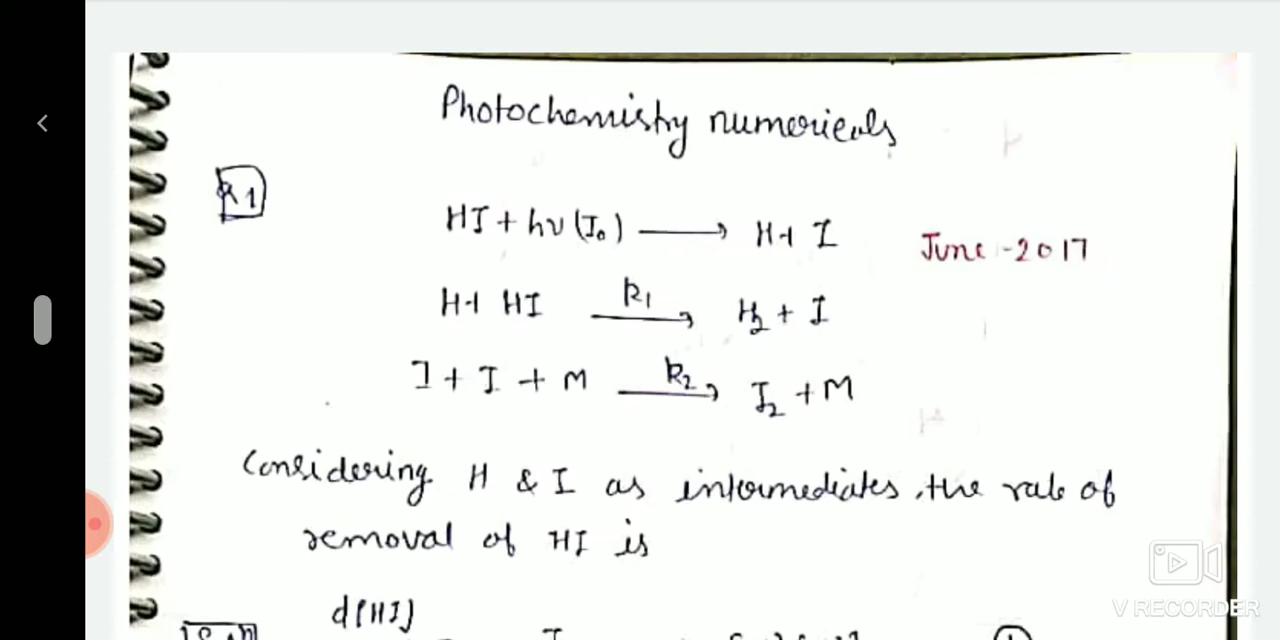 Photochemistry numericals
Q1
HI + hν (I₀) ⟶ H + I
June - 2017
H + HI k₁⟶ H₂ + I
I + I + M k₂⟶ I₂ + M
Considering H & I as intermediates, the rate of
removal of HI is
d[HI]
V RECORDER